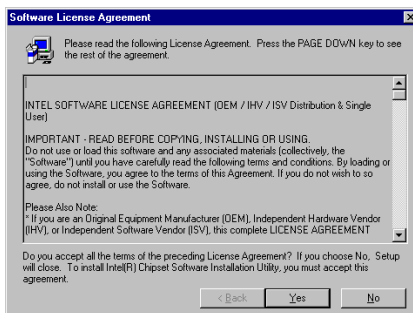 Software License Agreement
Please read the following License Agreement. Press the PAGE DOWN key to see
the rest of the agreement.
INTEL SOFTWARE LICENSE AGREEMENT (OEM / IHV / ISV Distribution & Single
User)
IMPORTANT - READ BEFORE COPYING, INSTALLING OR USING.
Do not use or load this software and any associated materials (collectively, the
"Software") until you have carefully read the following terms and conditions. By loading or
using the Software, you agree to the terms of this Agreement. If you do not wish to so
agree, do not install or use the Software.
Please Also Note:
* If you are an Original Equipment Manufacturer (OEM), Independent Hardware Vendor
(IHV), or Independent Software Vendor (ISV), this complete LICENSE AGREEMENT
Do you accept all the terms of the preceding License Agreement? If you choose No, Setup
will close. To install Intel(R) Chipset Software Installation Utility, you must accept this
agreement.
< Back Yes No